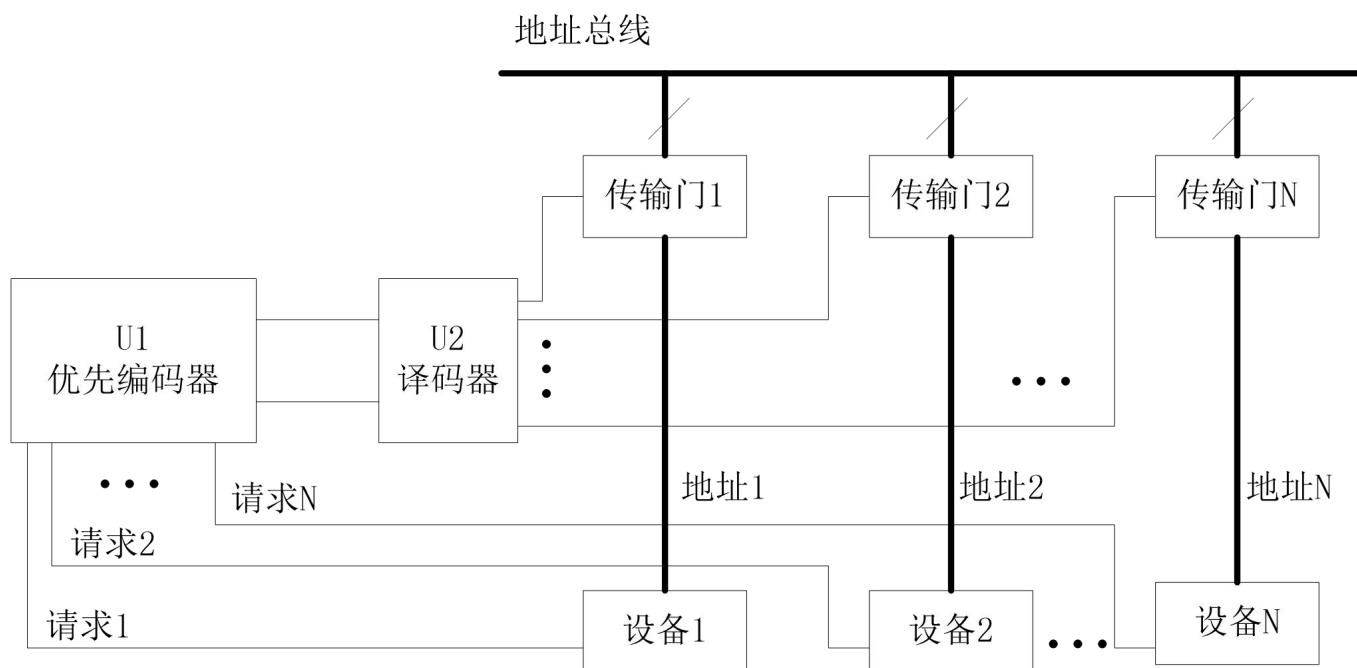 地址总线
传输门1
传输门2
传输门N
U1
优先编码器
U2
译码器
地址1
地址2
地址N
请求N
请求2
请求1
设备1
设备2
设备N